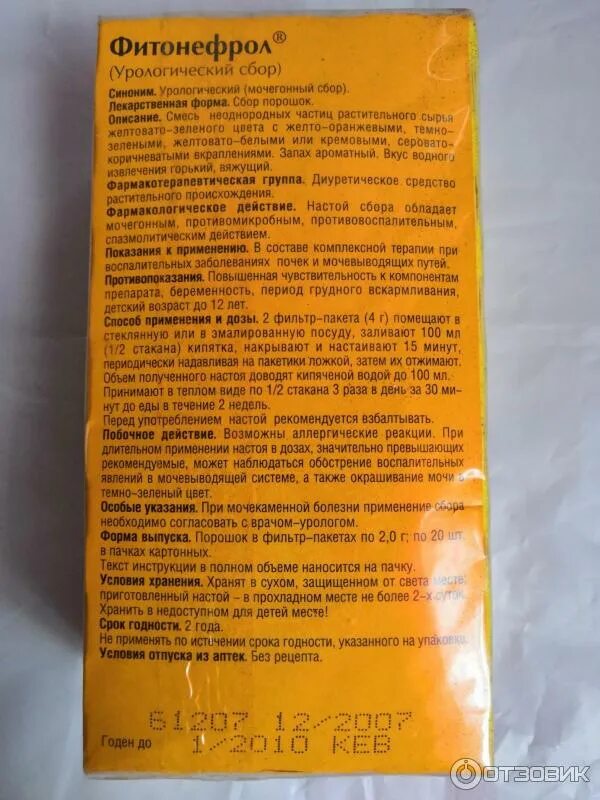 Фитонефрол®
(Урологический сбор)
Синоним. Урологический (мочегонный сбор).
Лекарственная форма. Сбор порошок.
Описание. Смесь неоднородных частиц растительного сырья
желтовато-зеленого цвета с желто-оранжевыми, темно-
зелеными, желтовато-белыми или кремовыми, серовато-
коричневатыми вкраплениями. Запах ароматный. Вкус водного
извлечения горький, вяжущий.
Фармакотерапевтическая группа. Диуретическое средство
растительного происхождения.
Фармакологическое действие. Настой сбора обладает
мочегонным, противомикробным, противовоспалительным,
спазмолитическим действием.
Показания к применению. В составе комплексной терапии при
воспалительных заболеваниях почек и мочевыводящих путей.
Противопоказания. Повышенная чувствительность к компонентам
препарата, беременность, период грудного вскармливания,
детский возраст до 12 лет.
Способ применения и дозы. 2 фильтр-пакета (4 г) помещают в
стеклянную или в эмалированную посуду, заливают 100 мл
(1/2 стакана) кипятка, накрывают и настаивают 15 минут,
периодически надавливая на пакетики ложкой, затем их отжимают.
Объем полученного настоя доводят кипяченой водой до 100 мл.
Принимают в теплом виде по 1/2 стакана 3 раза в день за 30 ми-
нут до еды в течение 2 недель.
Перед употреблением настой рекомендуется взбалтывать.
Побочное действие. Возможны аллергические реакции. При
длительном применении настоя в дозах, значительно превышающих
рекомендуемые, может наблюдаться обострение воспалительных
явлений в мочевыводящей системе, а также окрашивание мочи в
темно-зеленый цвет.
Особые указания. При мочекаменной болезни применение сбора
необходимо согласовать с врачом-урологом.
Форма выпуска. Порошок в фильтр-пакетах по 2,0 г; по 20 шт.
в пачках картонных.
Текст инструкции в полном объеме наносится на пачку.
Условия хранения. Хранят в сухом, защищенном от света месте;
приготовленный настой - в прохладном месте не более 2-х суток.
Хранить в недоступном для детей месте!
Срок годности. 2 года.
Не применять по истечении срока годности, указанного на упаковке.
Условия отпуска из аптек. Без рецепта.
61207 12/2007
Годен до 1/2010 KEB
ОТЗОВИК